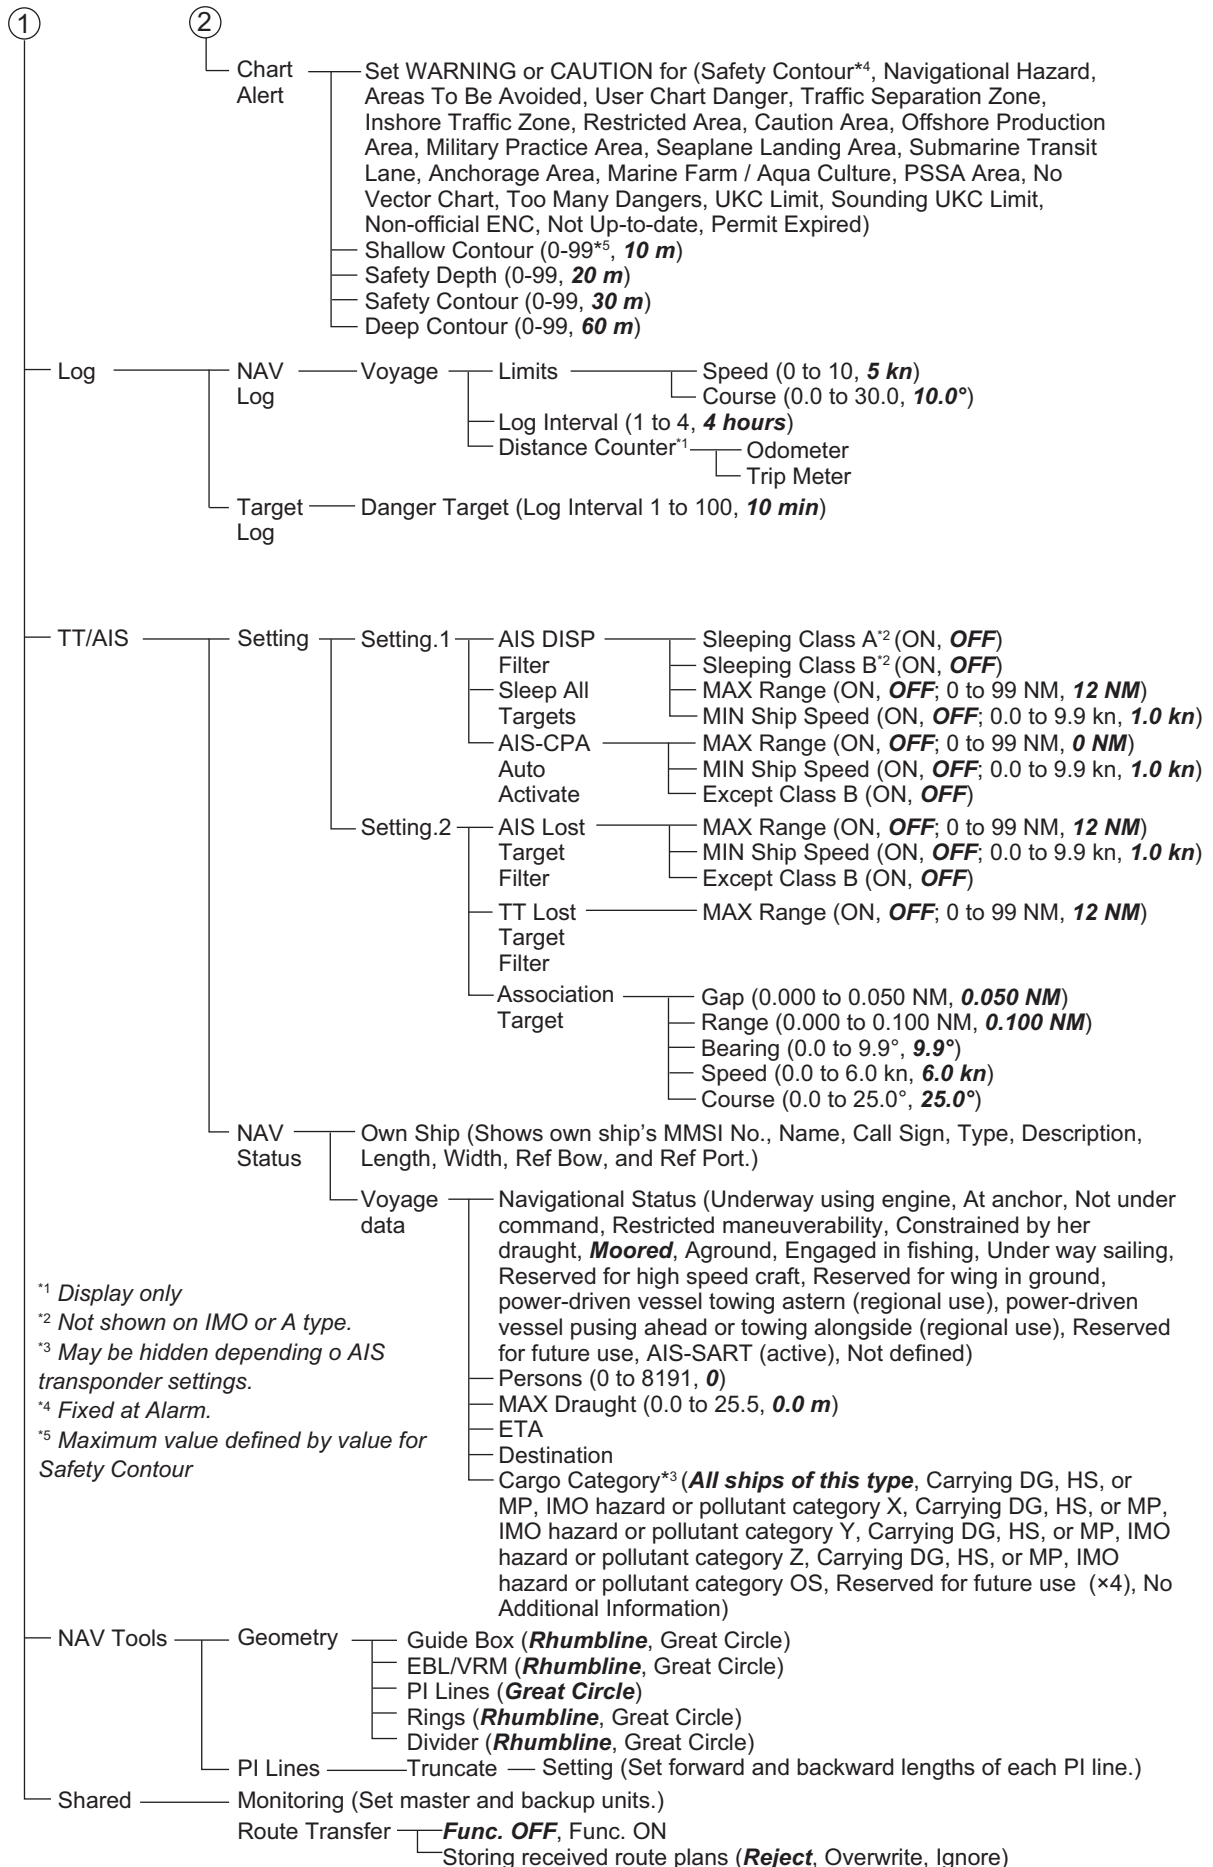 1
2
Chart
Alert
Set WARNING or CAUTION for (Safety Contour*4, Navigational Hazard,
Areas To Be Avoided, User Chart Danger, Traffic Separation Zone,
Inshore Traffic Zone, Restricted Area, Caution Area, Offshore Production
Area, Military Practice Area, Seaplane Landing Area, Submarine Transit
Lane, Anchorage Area, Marine Farm / Aqua Culture, PSSA Area, No
Vector Chart, Too Many Dangers, UKC Limit, Sounding UKC Limit,
Non-official ENC, Not Up-to-date, Permit Expired)
Shallow Contour (0-99*5, 10 m)
Safety Depth (0-99, 20 m)
Safety Contour (0-99, 30 m)
Deep Contour (0-99, 60 m)
Log
NAV
Log
Voyage
Limits
Speed (0 to 10, 5 kn)
Course (0.0 to 30.0, 10.0°)
Log Interval (1 to 4, 4 hours)
Distance Counter*1
Odometer
Trip Meter
Target
Log
Danger Target (Log Interval 1 to 100, 10 min)
TT/AIS
Setting
Setting.1
AIS DISP
Filter
Sleeping Class A*2 (ON, OFF)
Sleeping Class B*2 (ON, OFF)
MAX Range (ON, OFF; 0 to 99 NM, 12 NM)
MIN Ship Speed (ON, OFF; 0.0 to 9.9 kn, 1.0 kn)
Sleep All
Targets
AIS-CPA
Auto
Activate
MAX Range (ON, OFF; 0 to 99 NM, 0 NM)
MIN Ship Speed (ON, OFF; 0.0 to 9.9 kn, 1.0 kn)
Except Class B (ON, OFF)
Setting.2
AIS Lost
Target
Filter
MAX Range (ON, OFF; 0 to 99 NM, 12 NM)
MIN Ship Speed (ON, OFF; 0.0 to 9.9 kn, 1.0 kn)
Except Class B (ON, OFF)
TT Lost
Target
Filter
MAX Range (ON, OFF; 0 to 99 NM, 12 NM)
Association
Target
Gap (0.000 to 0.050 NM, 0.050 NM)
Range (0.000 to 0.100 NM, 0.100 NM)
Bearing (0.0 to 9.9°, 9.9°)
Speed (0.0 to 6.0 kn, 6.0 kn)
Course (0.0 to 25.0°, 25.0°)
NAV
Status
Own Ship (Shows own ship's MMSI No., Name, Call Sign, Type, Description,
Length, Width, Ref Bow, and Ref Port.)
Voyage
data
Navigational Status (Underway using engine, At anchor, Not under
command, Restricted maneuverability, Constrained by her
draught, Moored, Aground, Engaged in fishing, Under way sailing,
Reserved for high speed craft, Reserved for wing in ground,
power-driven vessel towing astern (regional use), power-driven
vessel pusing ahead or towing alongside (regional use), Reserved
for future use, AIS-SART (active), Not defined)
Persons (0 to 8191, 0)
MAX Draught (0.0 to 25.5, 0.0 m)
ETA
Destination
Cargo Category*3 (All ships of this type, Carrying DG, HS, or
MP, IMO hazard or pollutant category X, Carrying DG, HS, or MP,
IMO hazard or pollutant category Y, Carrying DG, HS, or MP, IMO
hazard or pollutant category Z, Carrying DG, HS, or MP, IMO
hazard or pollutant category OS, Reserved for future use (×4), No
Additional Information)
*1 Display only
*2 Not shown on IMO or A type.
*3 May be hidden depending o AIS
transponder settings.
*4 Fixed at Alarm.
*5 Maximum value defined by value for
Safety Contour
NAV Tools
Geometry
Guide Box (Rhumbline, Great Circle)
EBL/VRM (Rhumbline, Great Circle)
PI Lines (Great Circle)
Rings (Rhumbline, Great Circle)
Divider (Rhumbline, Great Circle)
PI Lines
Truncate
Setting (Set forward and backward lengths of each PI line.)
Shared
Monitoring (Set master and backup units.)
Route Transfer
Func. OFF, Func. ON
Storing received route plans (Reject, Overwrite, Ignore)